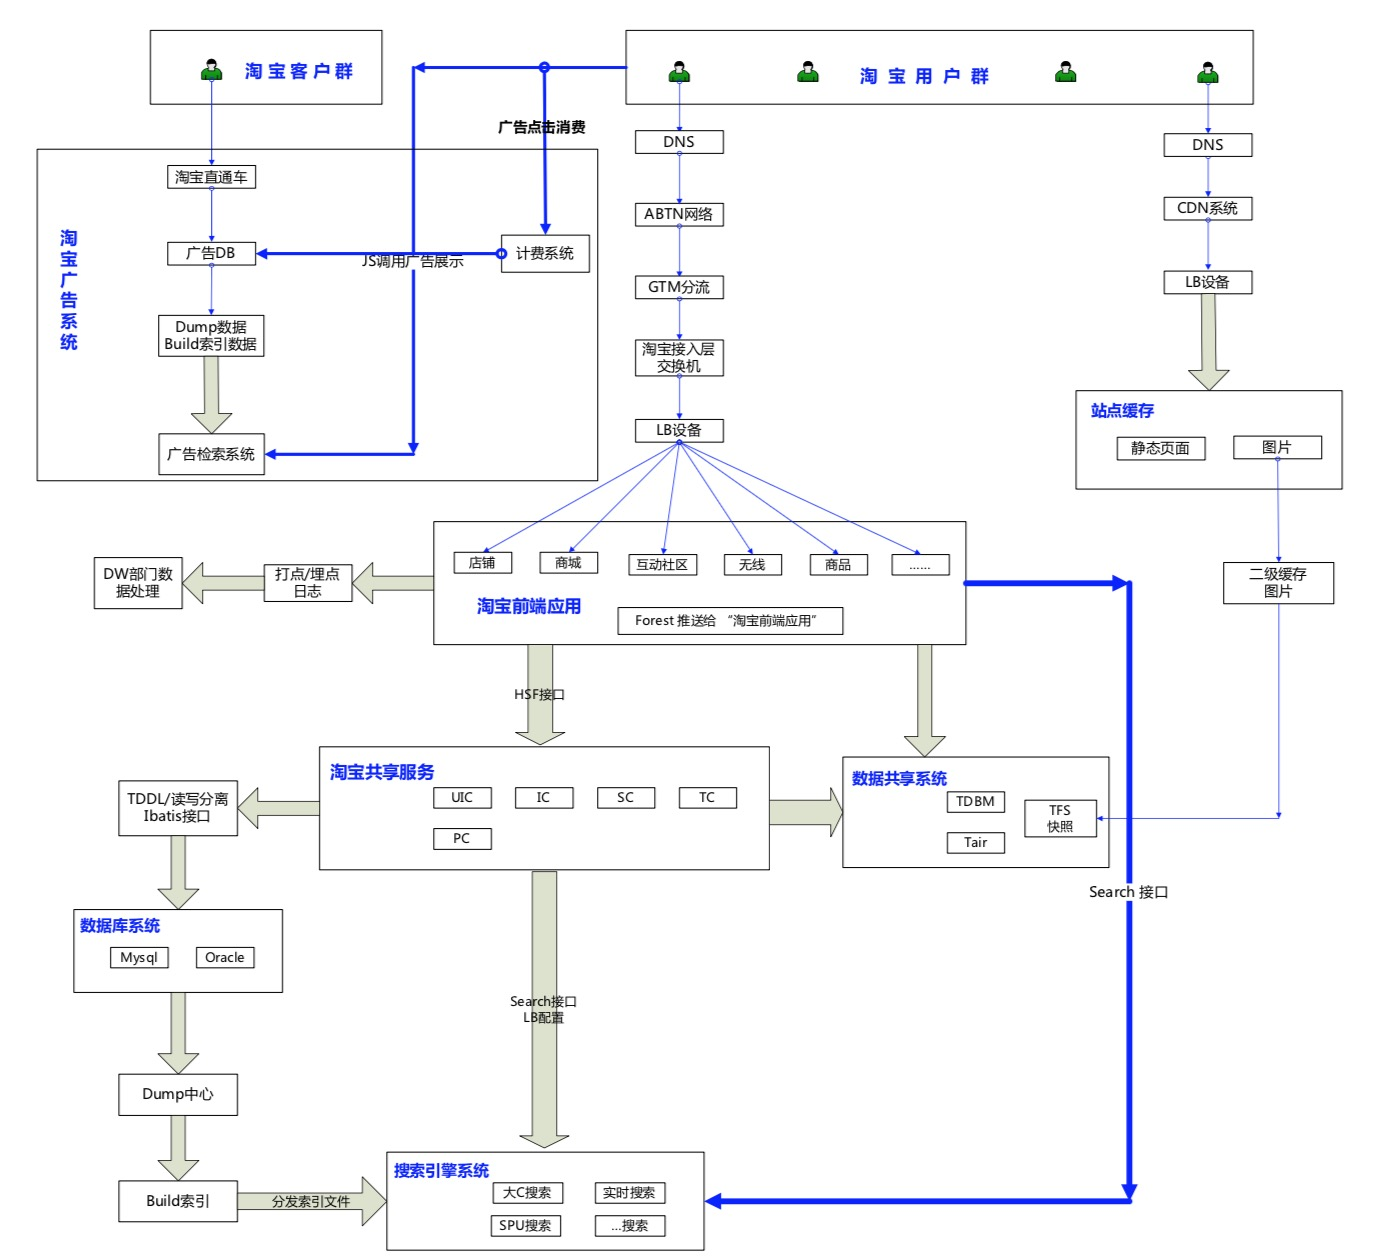 淘宝客户群
淘宝用户群
广告点击消费
DNS
DNS
淘宝直通车
ABTN网络
CDN系统
淘宝广告系统
广告DB
JS调用广告展示
计费系统
GTM分流
LB设备
Dump数据
Build索引数据
淘宝接入层
交换机
LB设备
站点缓存
静态页面
图片
广告检索系统
店铺
商城
互动社区
无线
商品
......
DW部门数
据处理
打点/埋点
日志
淘宝前端应用
Forest 推送给 “淘宝前端应用”
二级缓存
图片
HSF接口
淘宝共享服务
UIC
IC
SC
TC
PC
数据共享系统
TDBM
TFS
快照
Tair
TDDL/读写分离
Ibatis接口
Search 接口
数据库系统
Mysql
Oracle
Search接口
LB配置
Dump中心
Build索引
分发索引文件
搜索引擎系统
大C搜索
实时搜索
SPU搜索
...搜索